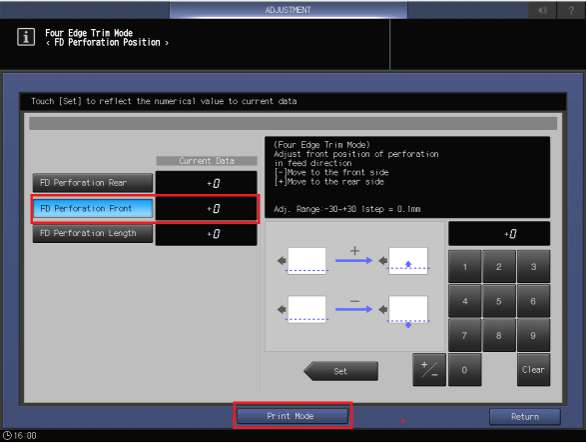 ADJUSTMENT
?
i
Four Edge Trim Mode
< FD Perforation Position >
Touch [Set] to reflect the numerical value to current data
Current Data
FD Perforation Rear
+0
FD Perforation Front
+0
FD Perforation Length
+0
(Four Edge Trim Mode)
Adjust front position of perforation
in feed direction
[-]Move to the front side
[+]Move to the rear side
Adj. Range:-30~+30 1step = 0.1mm
+
−
+0
1 2 3
4 5 6
7 8 9
+/− 0 Clear
Set
Print Mode
Return
16:00